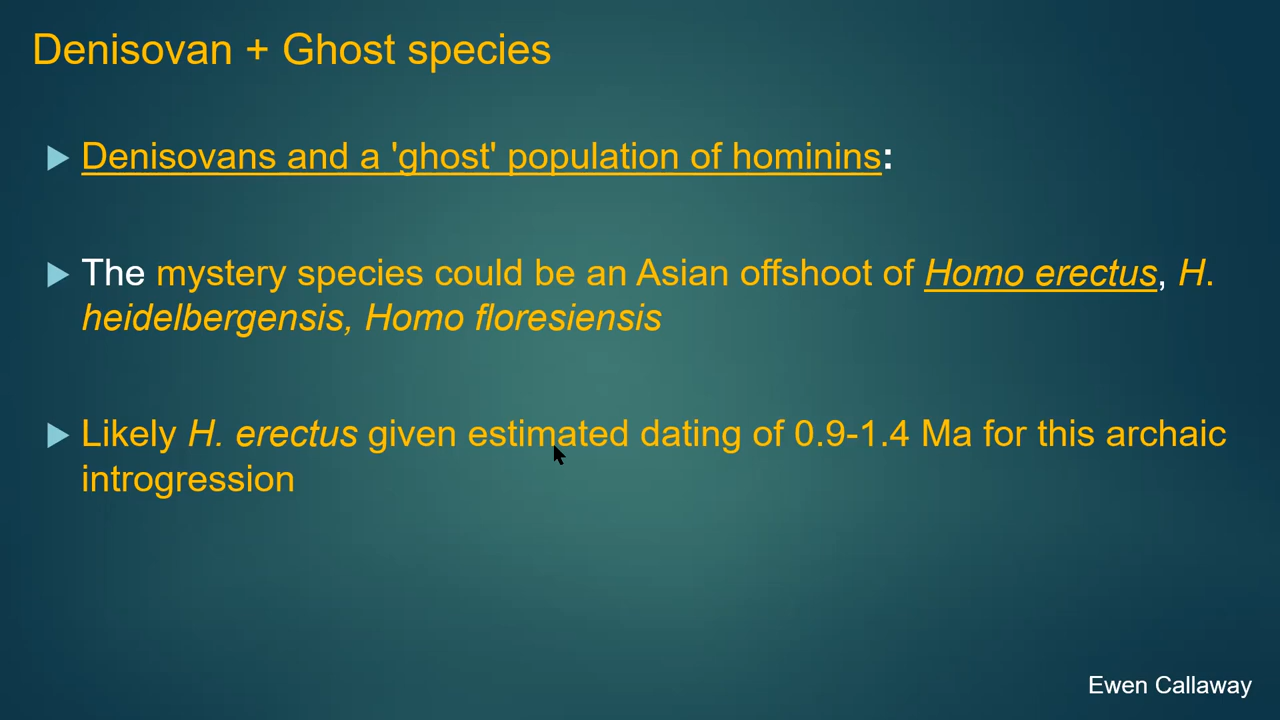 Denisovan + Ghost species
Denisovans and a 'ghost' population of hominins:
The mystery species could be an Asian offshoot of Homo erectus, H.
heidelbergensis, Homo floresiensis
Likely H. erectus given estimated dating of 0.9-1.4 Ma for this archaic
introgression
Ewen Callaway